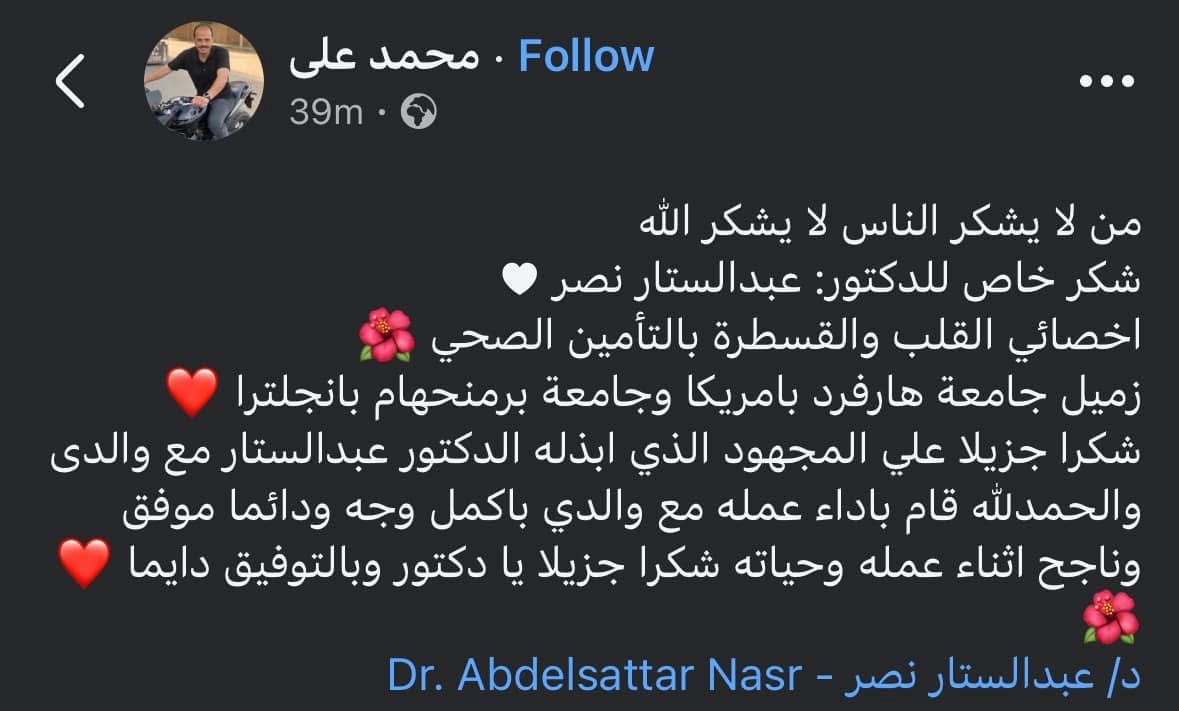 محمد على · Follow
39m ·
من لا يشكر الناس لا يشكر الله
شكر خاص للدكتور: عبدالستار نصر 🤍
اخصائي القلب والقسطرة بالتأمين الصحي 🌺
زميل جامعة هارفرد بامريكا وجامعة برمنحهام بانجلترا ❤️
شكرا جزيلا علي المجهود الذي ابذله الدكتور عبدالستار مع والدى
والحمدلله قام باداء عمله مع والدي باكمل وجه ودائما موفق
وناجح اثناء عمله وحياته شكرا جزيلا يا دكتور وبالتوفيق دايما ❤️
🌺
د/ عبدالستار نصر - Dr. Abdelsattar Nasr